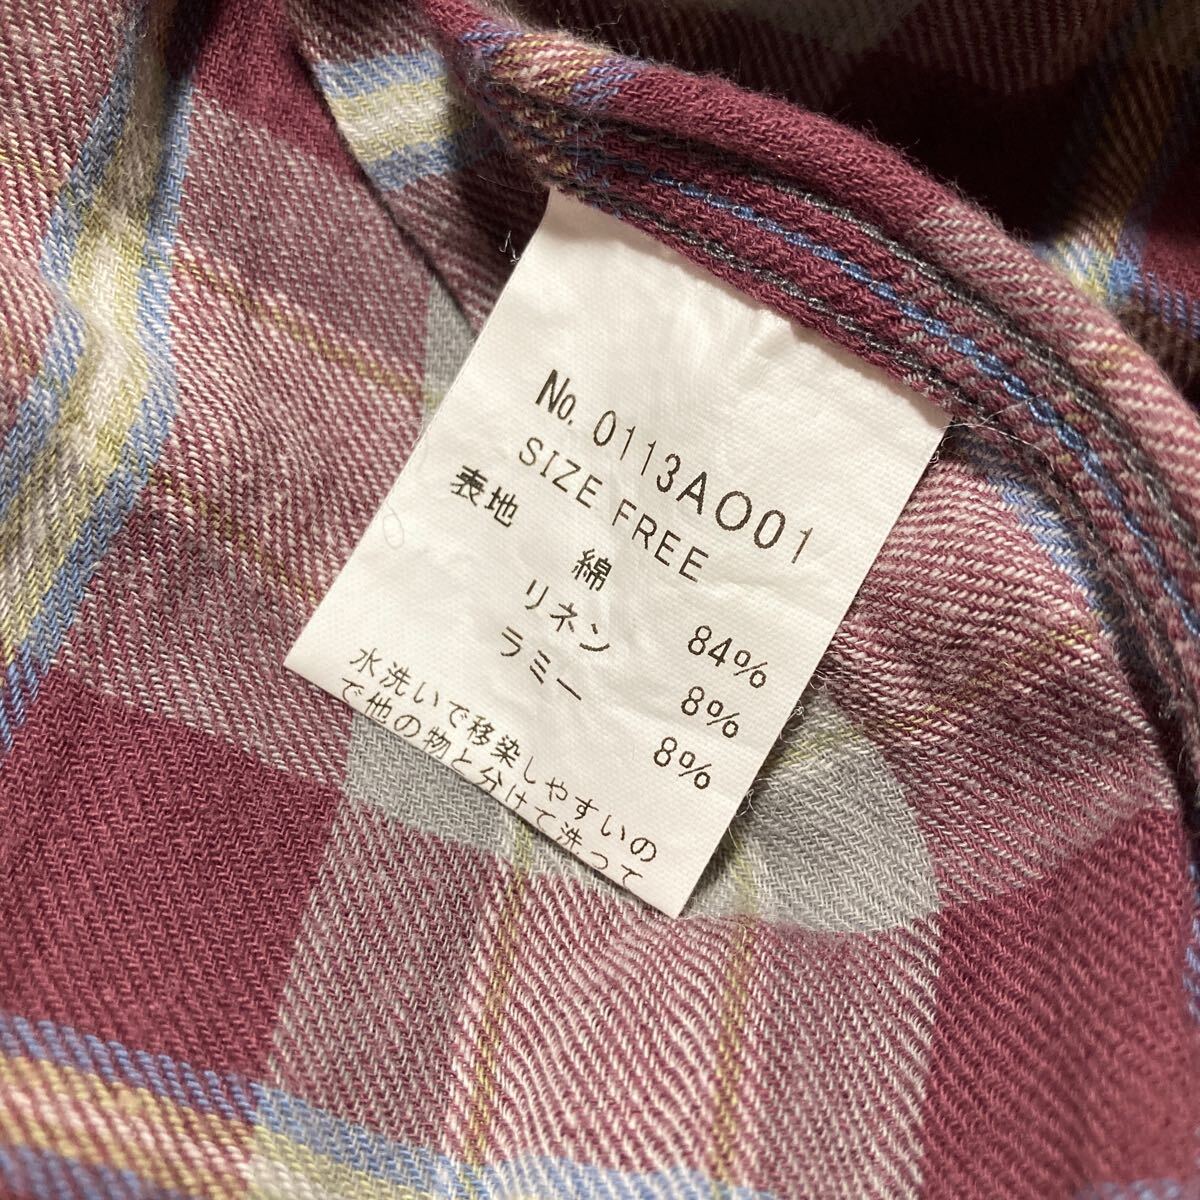 No. 0113AO01
SIZE FREE
表地
綿 84%
リネン 8%
ラミー 8%
水洗いで移染しやすいの
で他の物と分けて洗って